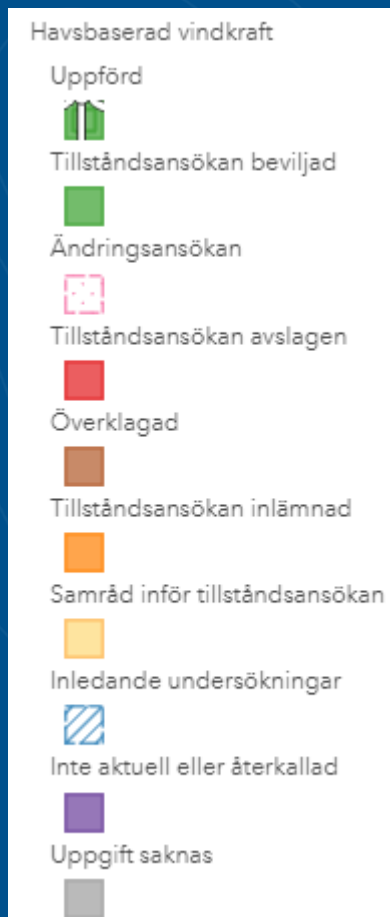 Havsbaserad vindkraft
Uppförd
Tillståndsansökan beviljad
Ändringsansökan
Tillståndsansökan avslagen
Överklagad
Tillståndsansökan inlämnad
Samråd inför tillståndsansökan
Inledande undersökningar
Inte aktuell eller återkallad
Uppgift saknas